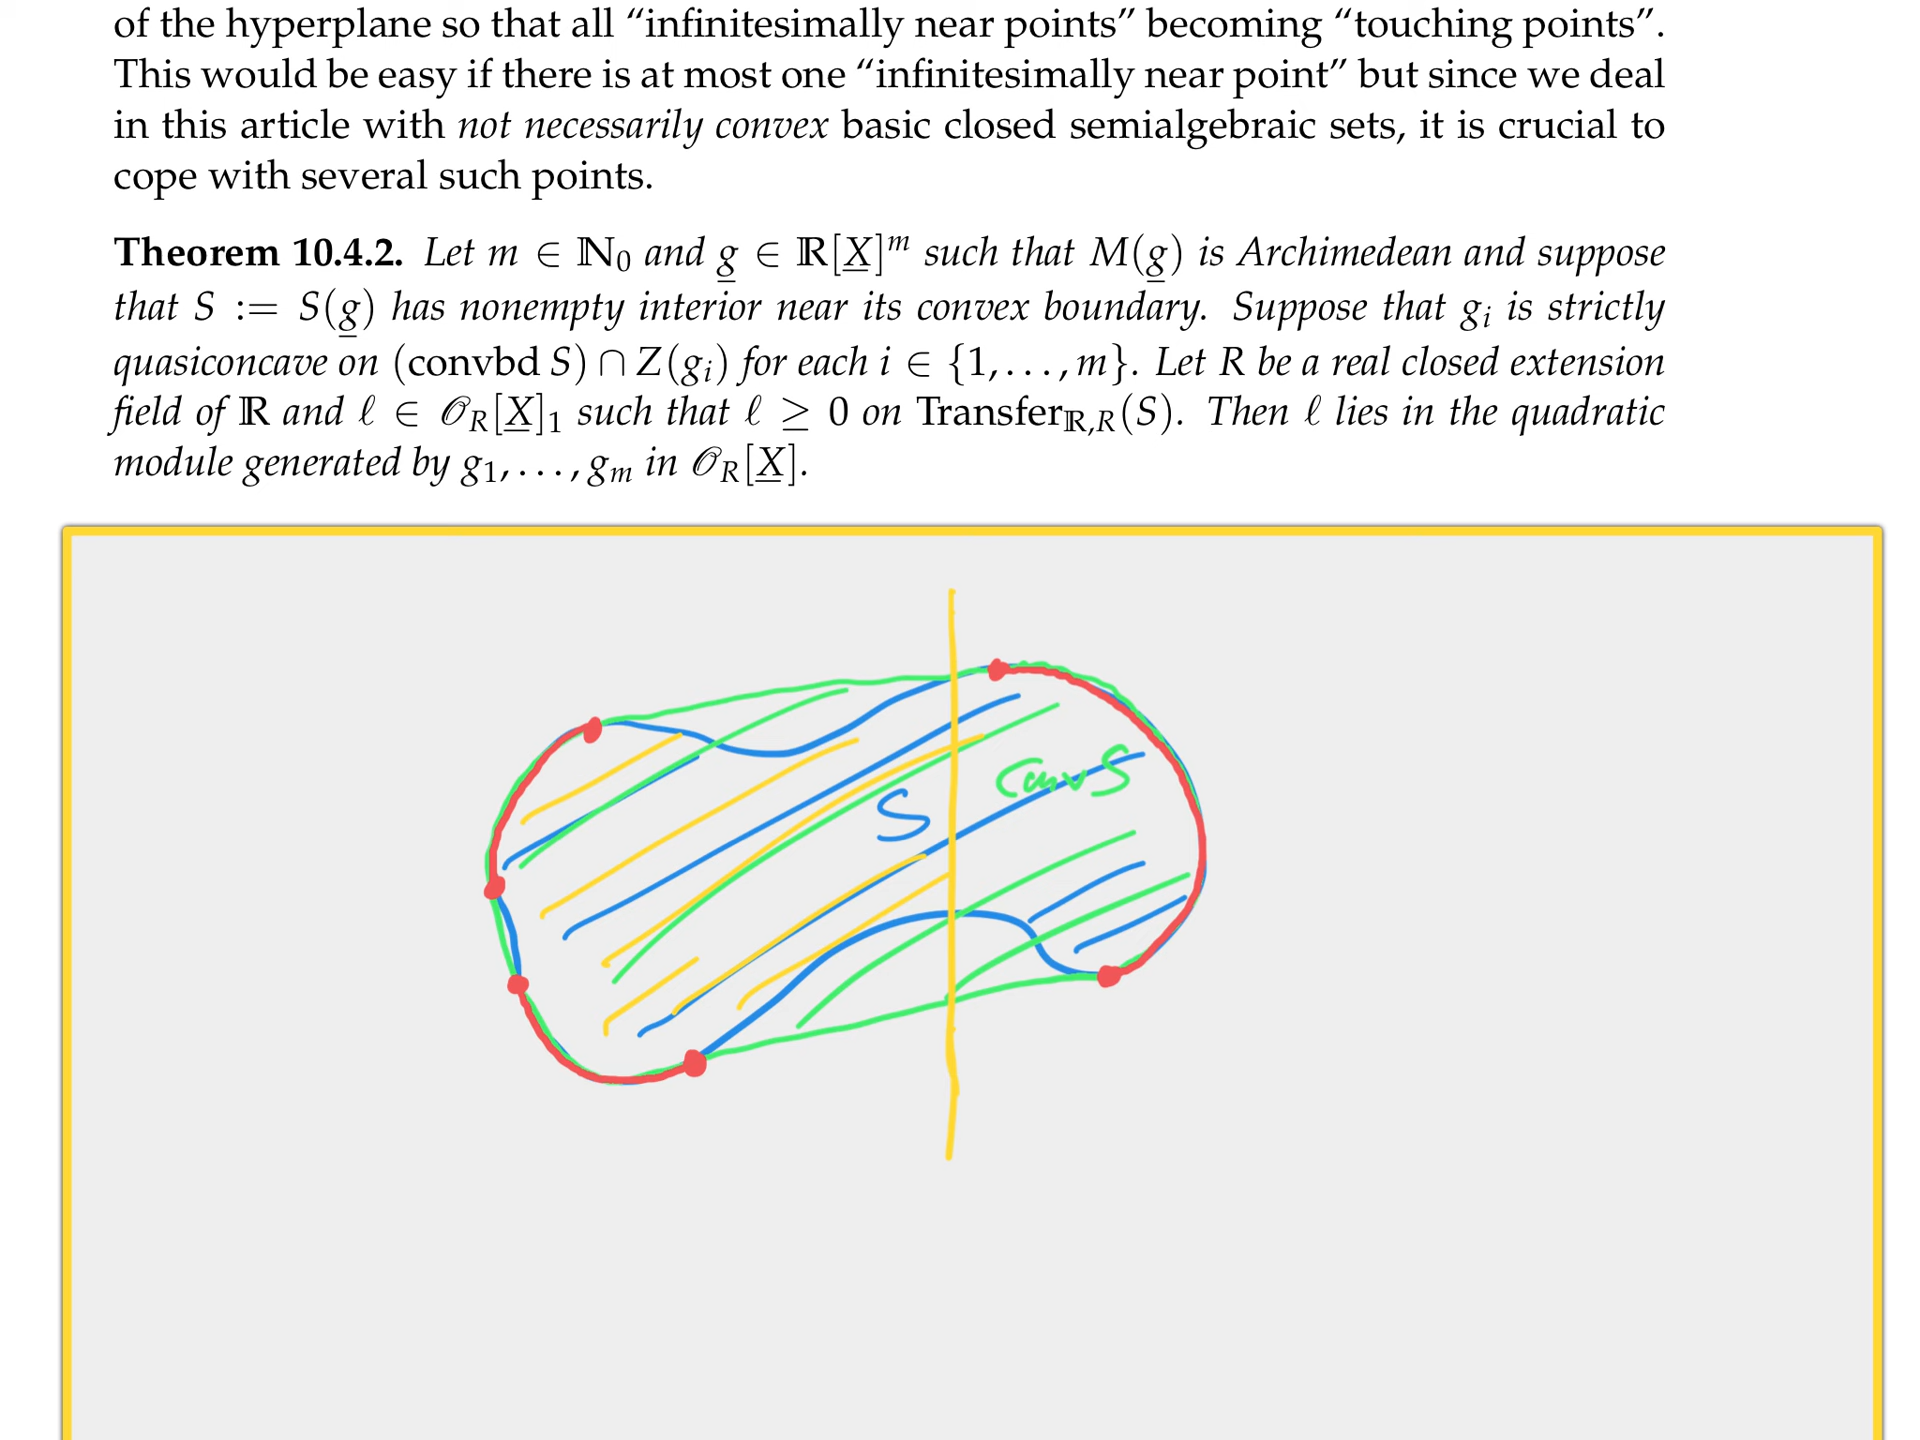 of the hyperplane so that all “infinitesimally near points” becoming “touching points”.
This would be easy if there is at most one “infinitesimally near point” but since we deal
in this article with not necessarily convex basic closed semialgebraic sets, it is crucial to
cope with several such points.
Theorem 10.4.2. Let m ∈ ℕ₀ and g̲ ∈ ℝ[X̲]ᵐ such that M(g̲) is Archimedean and suppose
that S := S(g̲) has nonempty interior near its convex boundary. Suppose that gᵢ is strictly
quasiconcave on (convbd S) ∩ Z(gᵢ) for each i ∈ {1, . . . , m}. Let R be a real closed extension
field of ℝ and ℓ ∈ 𝒪_R[X̲]₁ such that ℓ ≥ 0 on Transfer_{ℝ,R}(S). Then ℓ lies in the quadratic
module generated by g₁, . . . , gₘ in 𝒪_R[X̲].
S
conv S